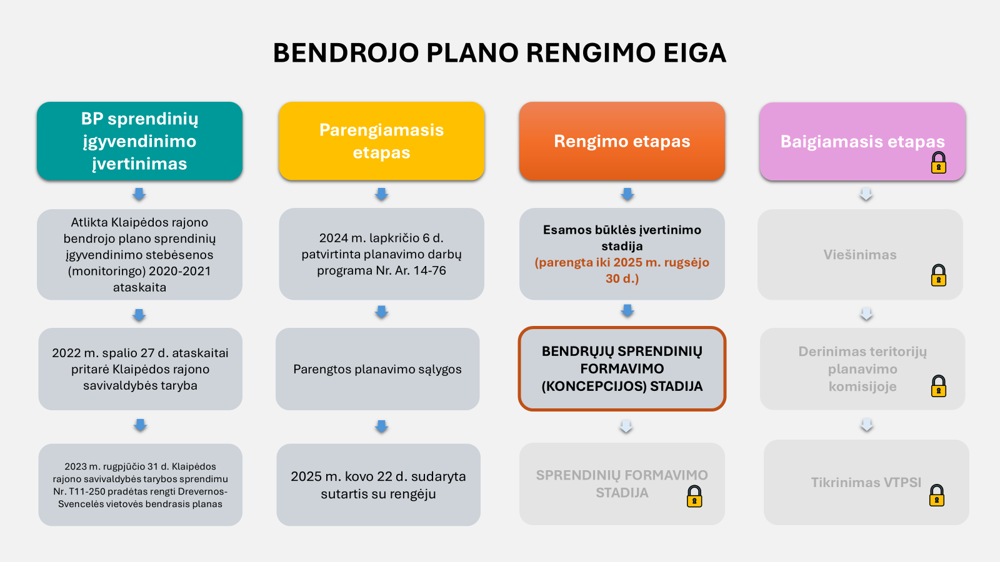 BENDROJO PLANO RENGIMO EIGA
BP sprendinių
įgyvendinimo
įvertinimas
Atlikta Klaipėdos rajono
bendrojo plano sprendinių
įgyvendinimo stebėsenos
(monitoringo) 2020-2021
ataskaita
2022 m. spalio 27 d. ataskaitai
pritarė Klaipėdos rajono
savivaldybės taryba
2023 m. rugpjūčio 31 d. Klaipėdos
rajono savivaldybės tarybos sprendimu
Nr. T11-250 pradėtas rengti Drevernos-
Svencelės vietovės bendrasis planas
Parengiamasis
etapas
2024 m. lapkričio 6 d.
patvirtinta planavimo darbų
programa Nr. Ar. 14-76
Parengtos planavimo sąlygos
2025 m. kovo 22 d. sudaryta
sutartis su rengėju
Rengimo etapas
Esamos būklės įvertinimo
stadija
(parengta iki 2025 m. rugsėjo
30 d.)
BENDRŲJŲ SPRENDINIŲ
FORMAVIMO
(KONCEPCIJOS) STADIJA
SPRENDINIŲ FORMAVIMO
STADIJA
Baigiamasis etapas
Viešinimas
Derinimas teritorijų
planavimo
komisijoje
Tikrinimas VTPSI